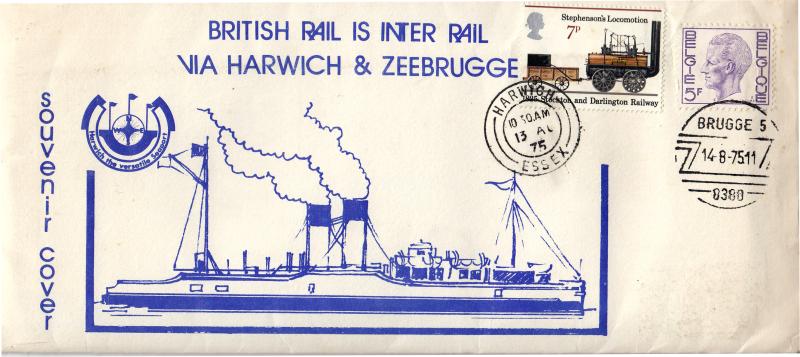 BRITISH RAIL IS INTER RAIL
VIA HARWICH & ZEEBRUGGE
souvenir cover
Harwich the versatile Seaport
N
W E
Stephenson's Locomotion
7P
1825 Stockton and Darlington Railway
HARWICH
10 30 AM
13 AU
75
ESSEX
BELGIE 5F
BELGIQUE
BRUGGE 5
14-8-75 11
8380